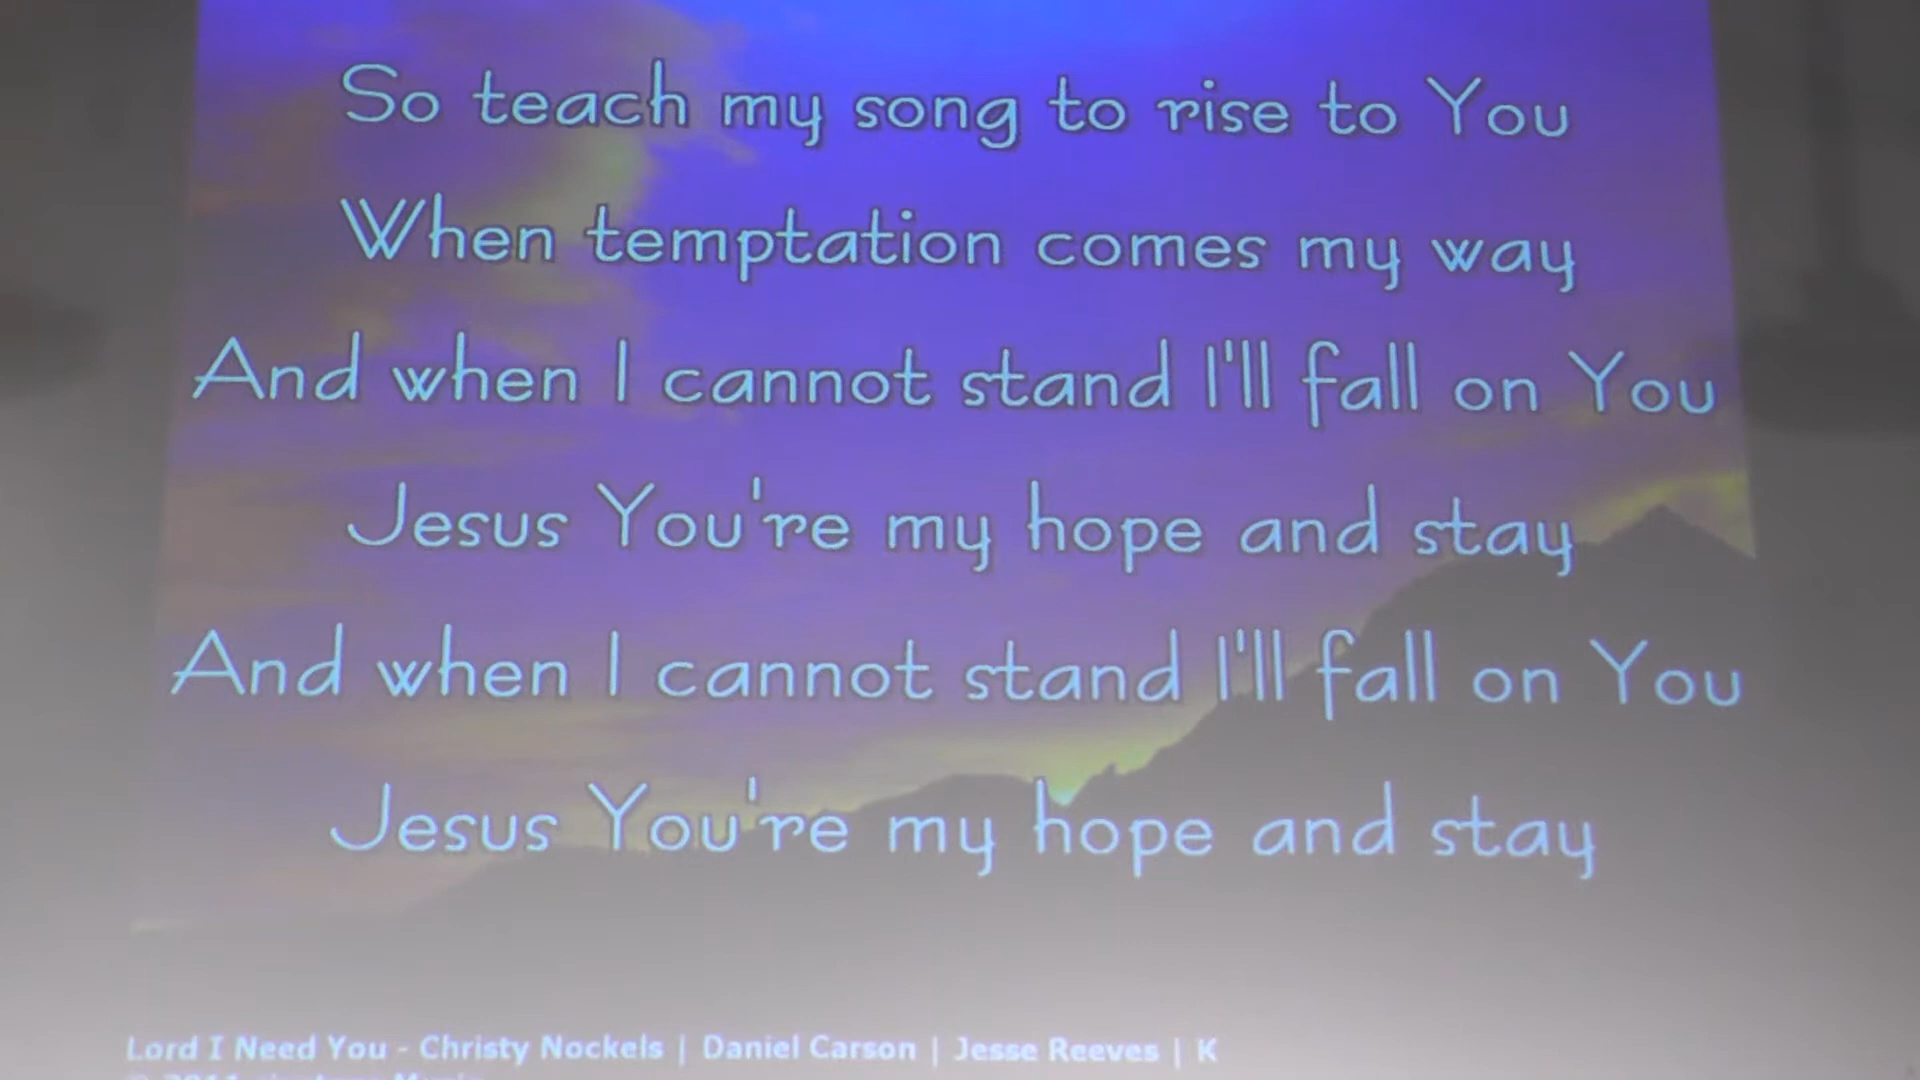 So teach my song to rise to You
When temptation comes my way
And when I cannot stand I'll fall on You
Jesus You're my hope and stay
And when I cannot stand I'll fall on You
Jesus You're my hope and stay
Lord I Need You - Christy Nockels | Daniel Carson | Jesse Reeves | K